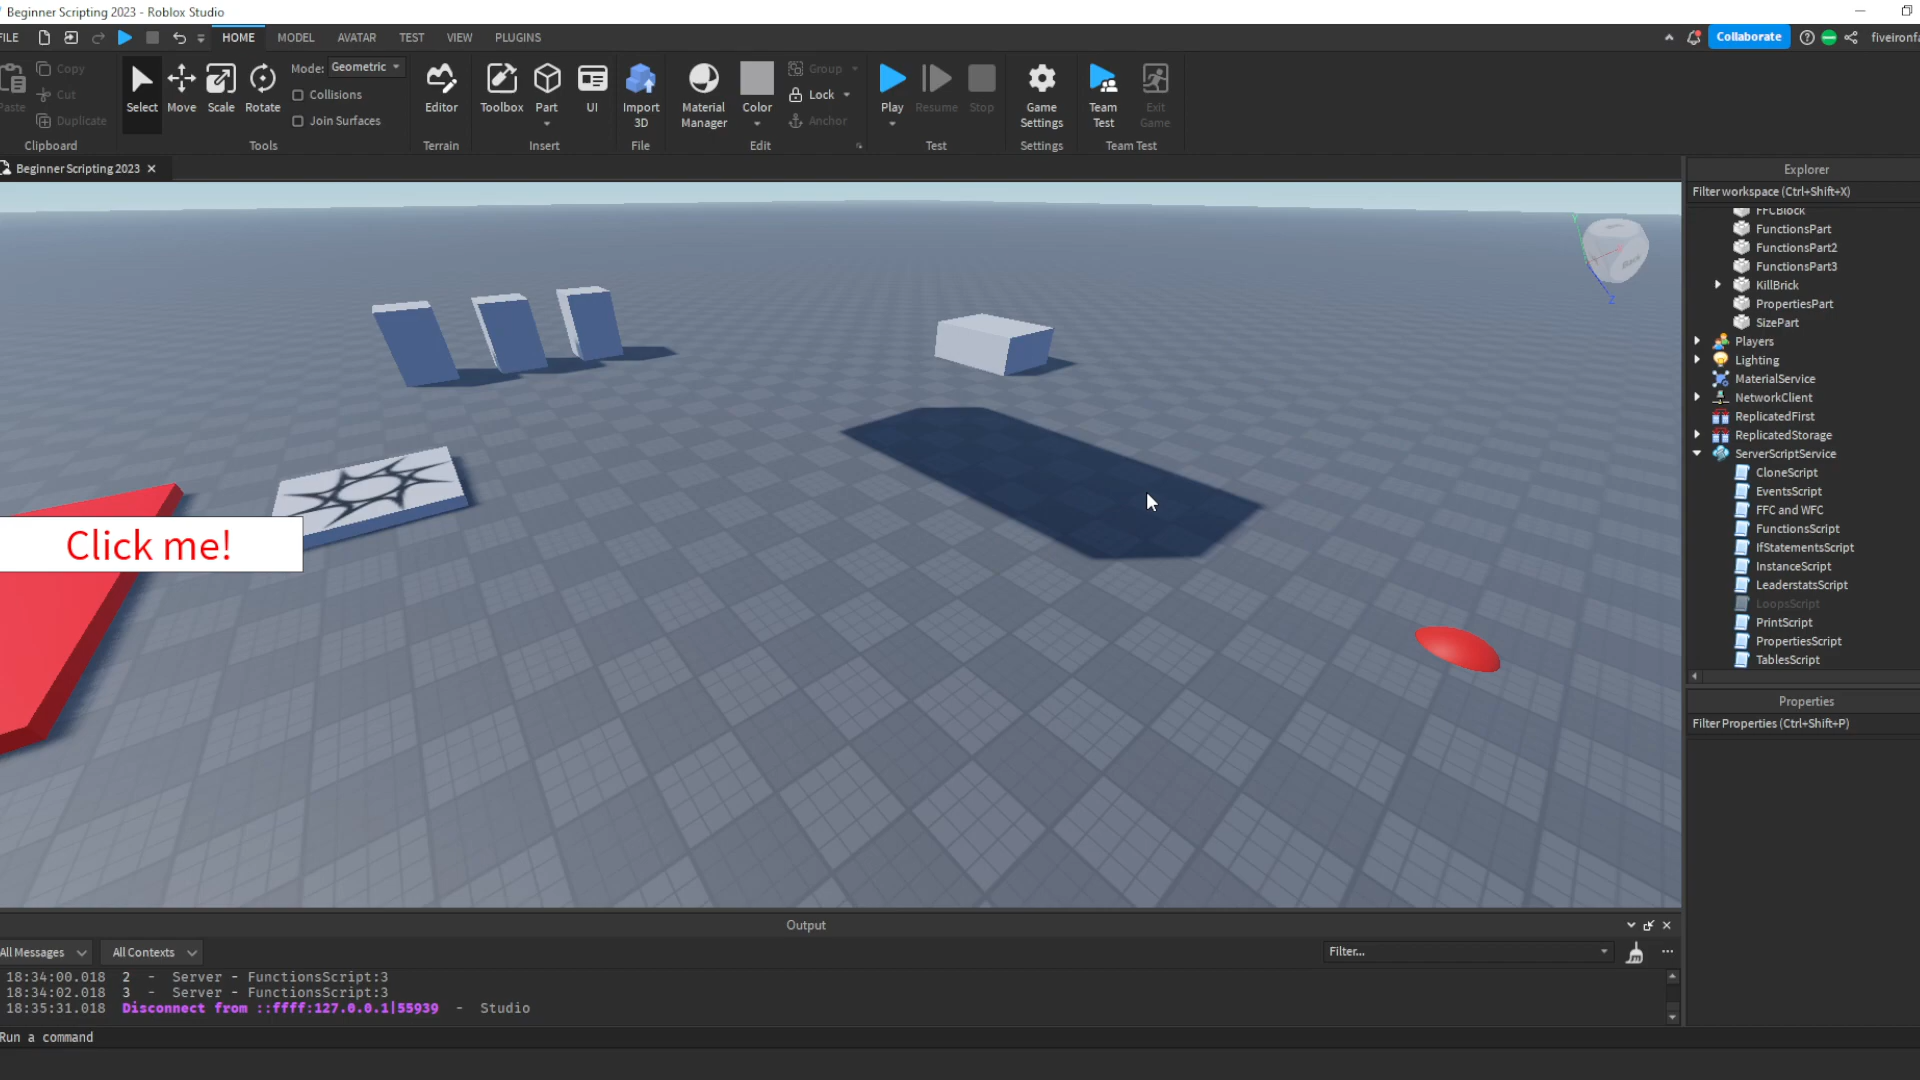 Beginner Scripting 2023 - Roblox Studio
FILE HOME MODEL AVATAR TEST VIEW PLUGINS Collaborate fiveironfa
Paste Copy Cut Duplicate Clipboard
Select Move Scale Rotate Mode: Geometric Collisions Join Surfaces Tools
Editor Terrain
Toolbox Part UI Insert
Import 3D File
Material Manager Color Group Lock Anchor Edit
Play Resume Stop Test
Game Settings Settings
Team Test Exit Game Team Test
Beginner Scripting 2023
Click me!
Back
Y
Z
Explorer
Filter workspace (Ctrl+Shift+X)
FFCBlock
FunctionsPart
FunctionsPart2
FunctionsPart3
KillBrick
PropertiesPart
SizePart
Players
Lighting
MaterialService
NetworkClient
ReplicatedFirst
ReplicatedStorage
ServerScriptService
CloneScript
EventsScript
FFC and WFC
FunctionsScript
IfStatementsScript
InstanceScript
LeaderstatsScript
LoopsScript
PrintScript
PropertiesScript
TablesScript
Properties
Filter Properties (Ctrl+Shift+P)
Output
All Messages All Contexts Filter...
18:34:00.018 2 - Server - FunctionsScript:3
18:34:02.018 3 - Server - FunctionsScript:3
18:35:31.018 Disconnect from ::ffff:127.0.0.1|55939 - Studio
Run a command